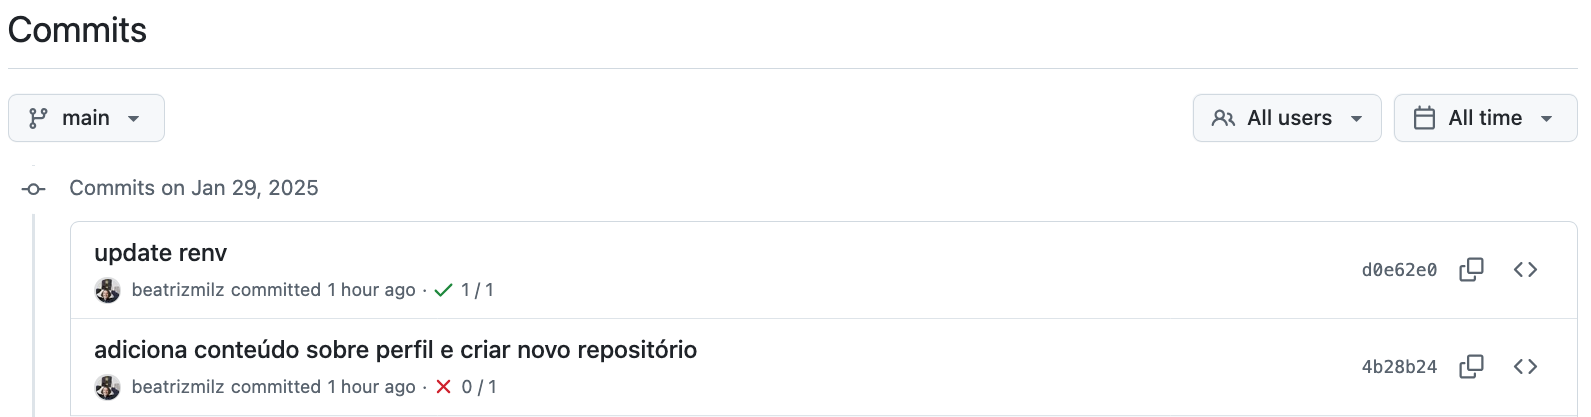 Commits
main
All users
All time
Commits on Jan 29, 2025
update renv
d0e62e0
beatrizmilz committed 1 hour ago · 1 / 1
adiciona conteúdo sobre perfil e criar novo repositório
4b28b24
beatrizmilz committed 1 hour ago · 0 / 1